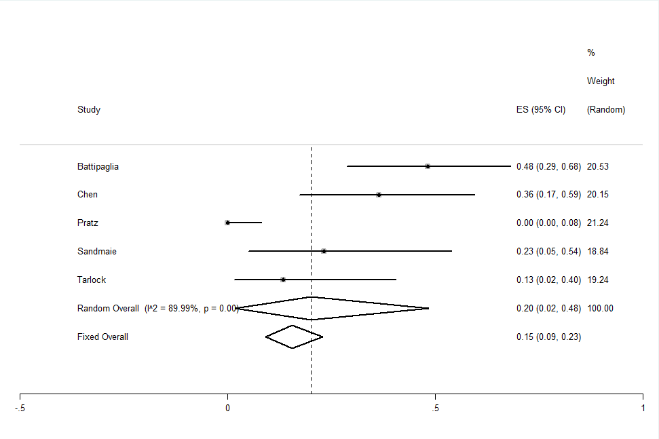 %
Weight
Study ES (95% CI) (Random)
Battipaglia 0.48 (0.29, 0.68) 20.53
Chen 0.36 (0.17, 0.59) 20.15
Pratz 0.00 (0.00, 0.08) 21.24
Sandmaie 0.23 (0.05, 0.54) 18.84
Tarlock 0.13 (0.02, 0.40) 19.24
Random Overall (I^2 = 89.99%, p = 0.00) 0.20 (0.02, 0.48) 100.00
Fixed Overall 0.15 (0.09, 0.23)
-.5 0 .5 1